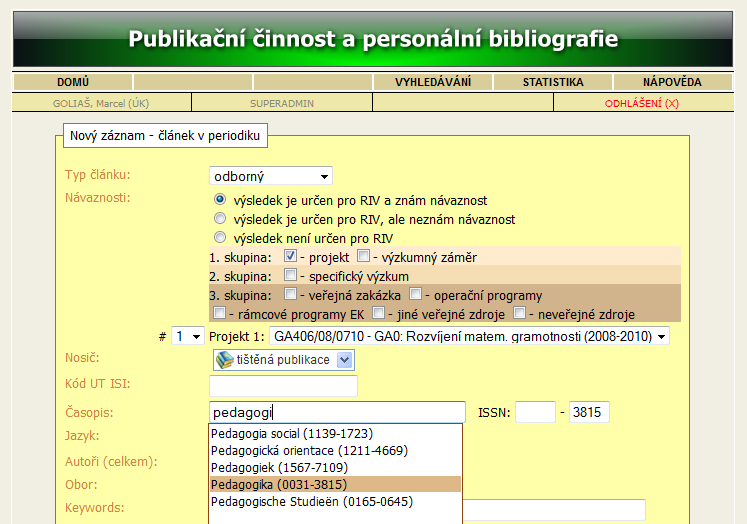 Publikační činnost a personální bibliografie
DOMŮ VYHLEDÁVÁNÍ STATISTIKA NÁPOVĚDA
GOLIAŠ, Marcel (ÚK) SUPERADMIN ODHLÁŠENÍ (X)
Nový záznam - článek v periodiku
Typ článku: odborný
Návaznosti: výsledek je určen pro RIV a znám návaznost
výsledek je určen pro RIV, ale neznám návaznost
výsledek není určen pro RIV
1. skupina: - projekt - výzkumný záměr
2. skupina: - specifický výzkum
3. skupina: - veřejná zakázka - operační programy
- rámcové programy EK - jiné veřejné zdroje - neveřejné zdroje
# 1 Projekt 1: GA406/08/0710 - GA0: Rozvíjení matem. gramotnosti (2008-2010)
Nosič: tištěná publikace
Kód UT ISI:
Časopis: pedagogi ISSN: - 3815
Jazyk: Pedagogia social (1139-1723)
Pedagogická orientace (1211-4669)
Autoři (celkem): Pedagogiek (1567-7109)
Obor: Pedagogika (0031-3815)
Keywords: Pedagogische Studieën (0165-0645)